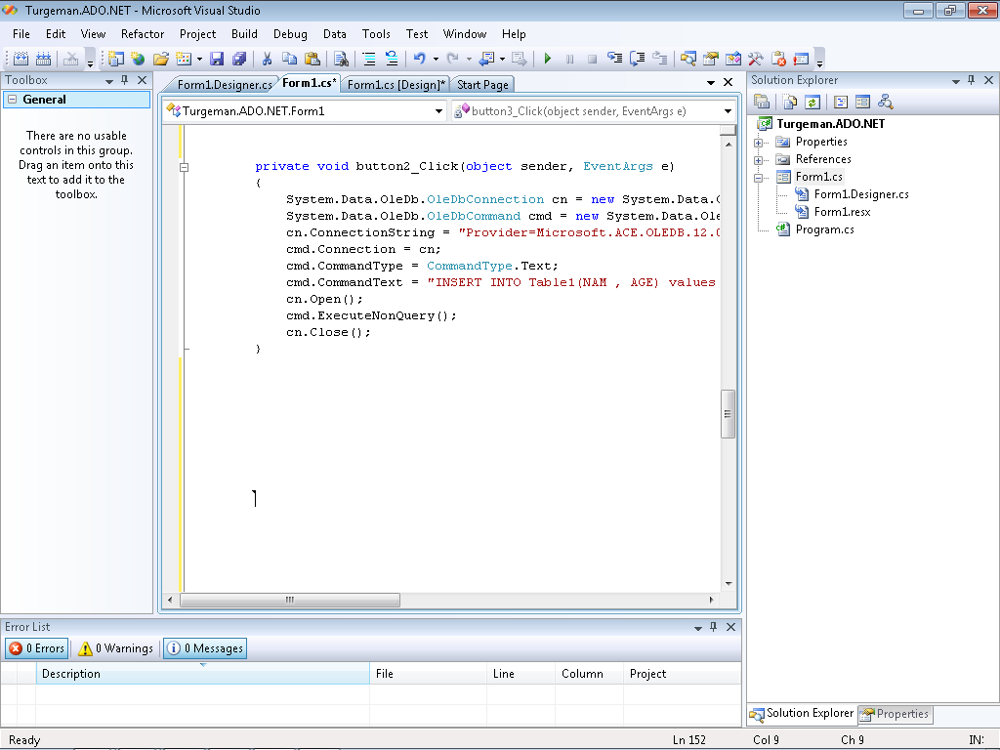 Turgeman.ADO.NET - Microsoft Visual Studio
File Edit View Refactor Project Build Debug Data Tools Test Window Help
Toolbox
General
There are no usable
controls in this group.
Drag an item onto this
text to add it to the
toolbox.
Form1.Designer.cs Form1.cs* Form1.cs [Design]* Start Page
Turgeman.ADO.NET.Form1 button3_Click(object sender, EventArgs e)
private void button2_Click(object sender, EventArgs e)
{
System.Data.OleDb.OleDbConnection cn = new System.Data.
System.Data.OleDb.OleDbCommand cmd = new System.Data.Ole
cn.ConnectionString = "Provider=Microsoft.ACE.OLEDB.12.0
cmd.Connection = cn;
cmd.CommandType = CommandType.Text;
cmd.CommandText = "INSERT INTO Table1(NAM , AGE) values
cn.Open();
cmd.ExecuteNonQuery();
cn.Close();
}
Solution Explorer
Turgeman.ADO.NET
Properties
References
Form1.cs
Form1.Designer.cs
Form1.resx
Program.cs
Error List
0 Errors 0 Warnings 0 Messages
Description File Line Column Project
Solution Explorer Properties
Ready Ln 152 Col 9 Ch 9 IN: